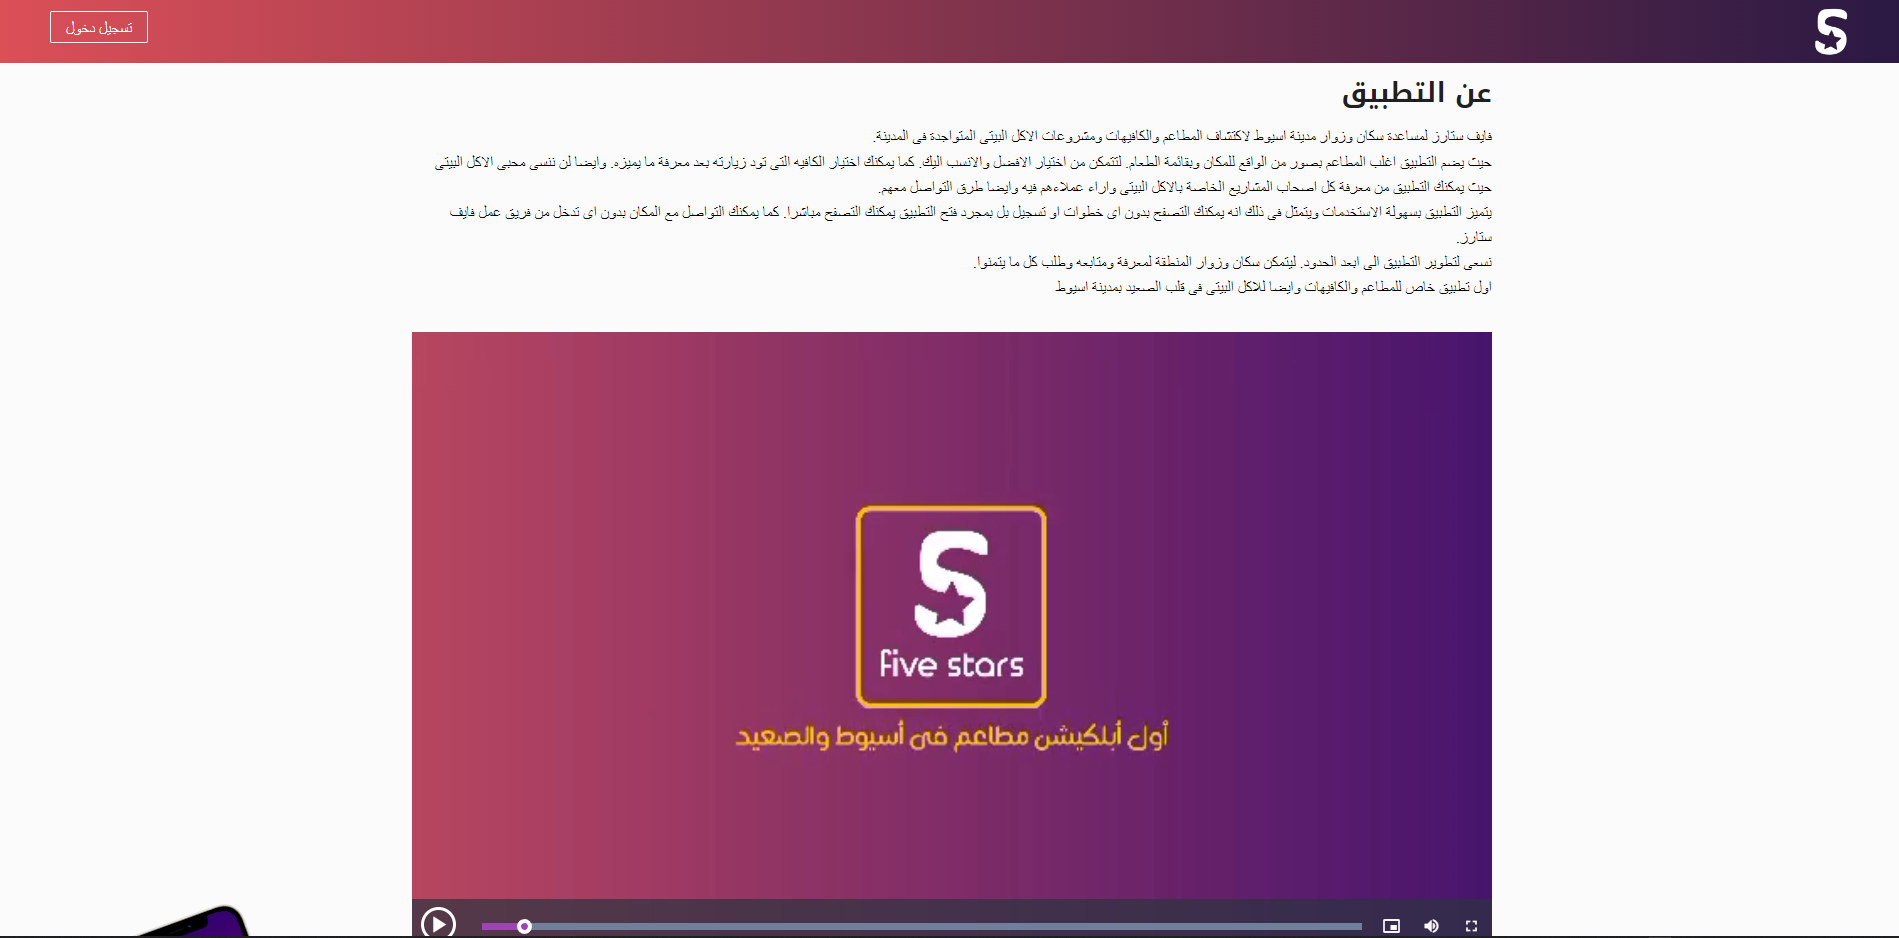 تسجيل دخول
عن التطبيق
فايف ستارز لمساعدة سكان وزوار مدينة اسيوط لاكتشاف المطاعم والكافيهات ومشروعات الاكل البيتى المتواجدة فى المدينة.
حيث يضم التطبيق اغلب المطاعم بصور من الواقع للمكان وبقائمة الطعام. لتتمكن من اختيار الافضل والانسب اليك. كما يمكنك اختيار الكافيه التى تود زيارته بعد معرفة ما يميزه. وايضا لن ننسى محبى الاكل البيتى
حيث يمكنك التطبيق من معرفة كل اصحاب المشاريع الخاصة بالاكل البيتى واراء عملاءهم فيه وايضا طرق التواصل معهم.
يتميز التطبيق بسهولة الاستخدمات ويتمثل فى ذلك انه يمكنك التصفح بدون اى خطوات او تسجيل بل بمجرد فتح التطبيق يمكنك التصفح مباشرا. كما يمكنك التواصل مع المكان بدون اى تدخل من فريق عمل فايف
ستارز.
نسعى لتطوير التطبيق الى ابعد الحدود. ليتمكن سكان وزوار المنطقة لمعرفة ومتابعه وطلب كل ما يتمنوا.
اول تطبيق خاص للمطاعم والكافيهات وايضا للاكل البيتى فى قلب الصعيد بمدينة اسيوط
five stars
أول أبلكيشن مطاعم فى أسيوط والصعيد